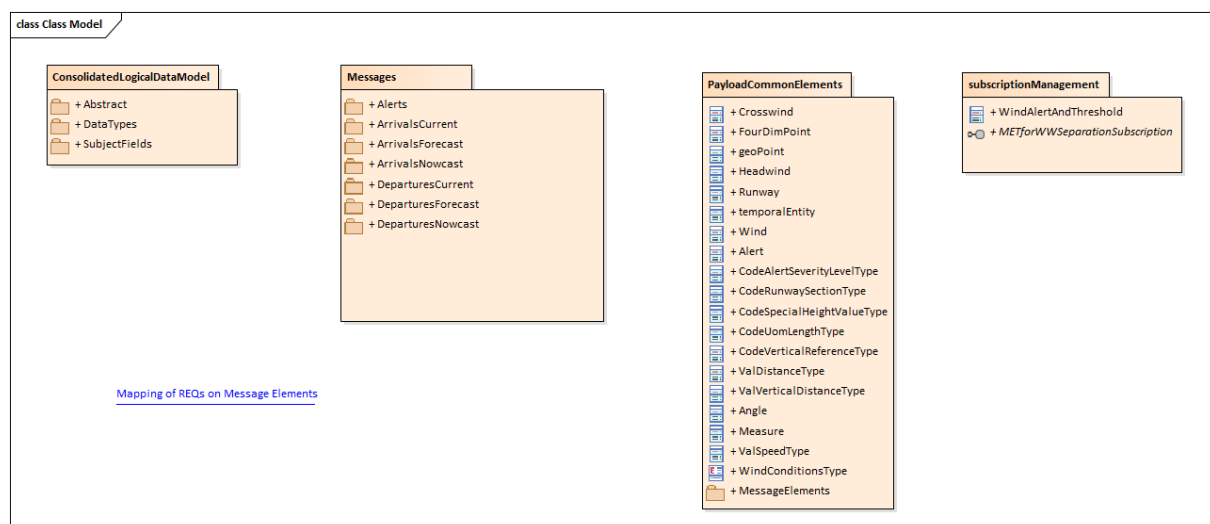 class Class Model
ConsolidatedLogicalDataModel
+ Abstract
+ DataTypes
+ SubjectFields
Messages
+ Alerts
+ ArrivalsCurrent
+ ArrivalsForecast
+ ArrivalsNowcast
+ DeparturesCurrent
+ DeparturesForecast
+ DeparturesNowcast
PayloadCommonElements
+ Crosswind
+ FourDimPoint
+ geoPoint
+ Headwind
+ Runway
+ temporalEntity
+ Wind
+ Alert
+ CodeAlertSeverityLevelType
+ CodeRunwaySectionType
+ CodeSpecialHeightValueType
+ CodeUomLengthType
+ CodeVerticalReferenceType
+ ValDistanceType
+ ValVerticalDistanceType
+ Angle
+ Measure
+ ValSpeedType
+ WindConditionsType
+ MessageElements
subscriptionManagement
+ WindAlertAndThreshold
+ METforWWSeparationSubscription
Mapping of REQs on Message Elements